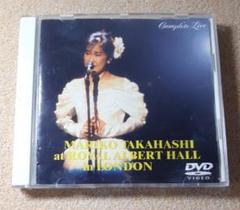 Complete Live
MARIKO TAKAHASHI
at ROYAL ALBERT HALL
in LONDON
DVD
VIDEO